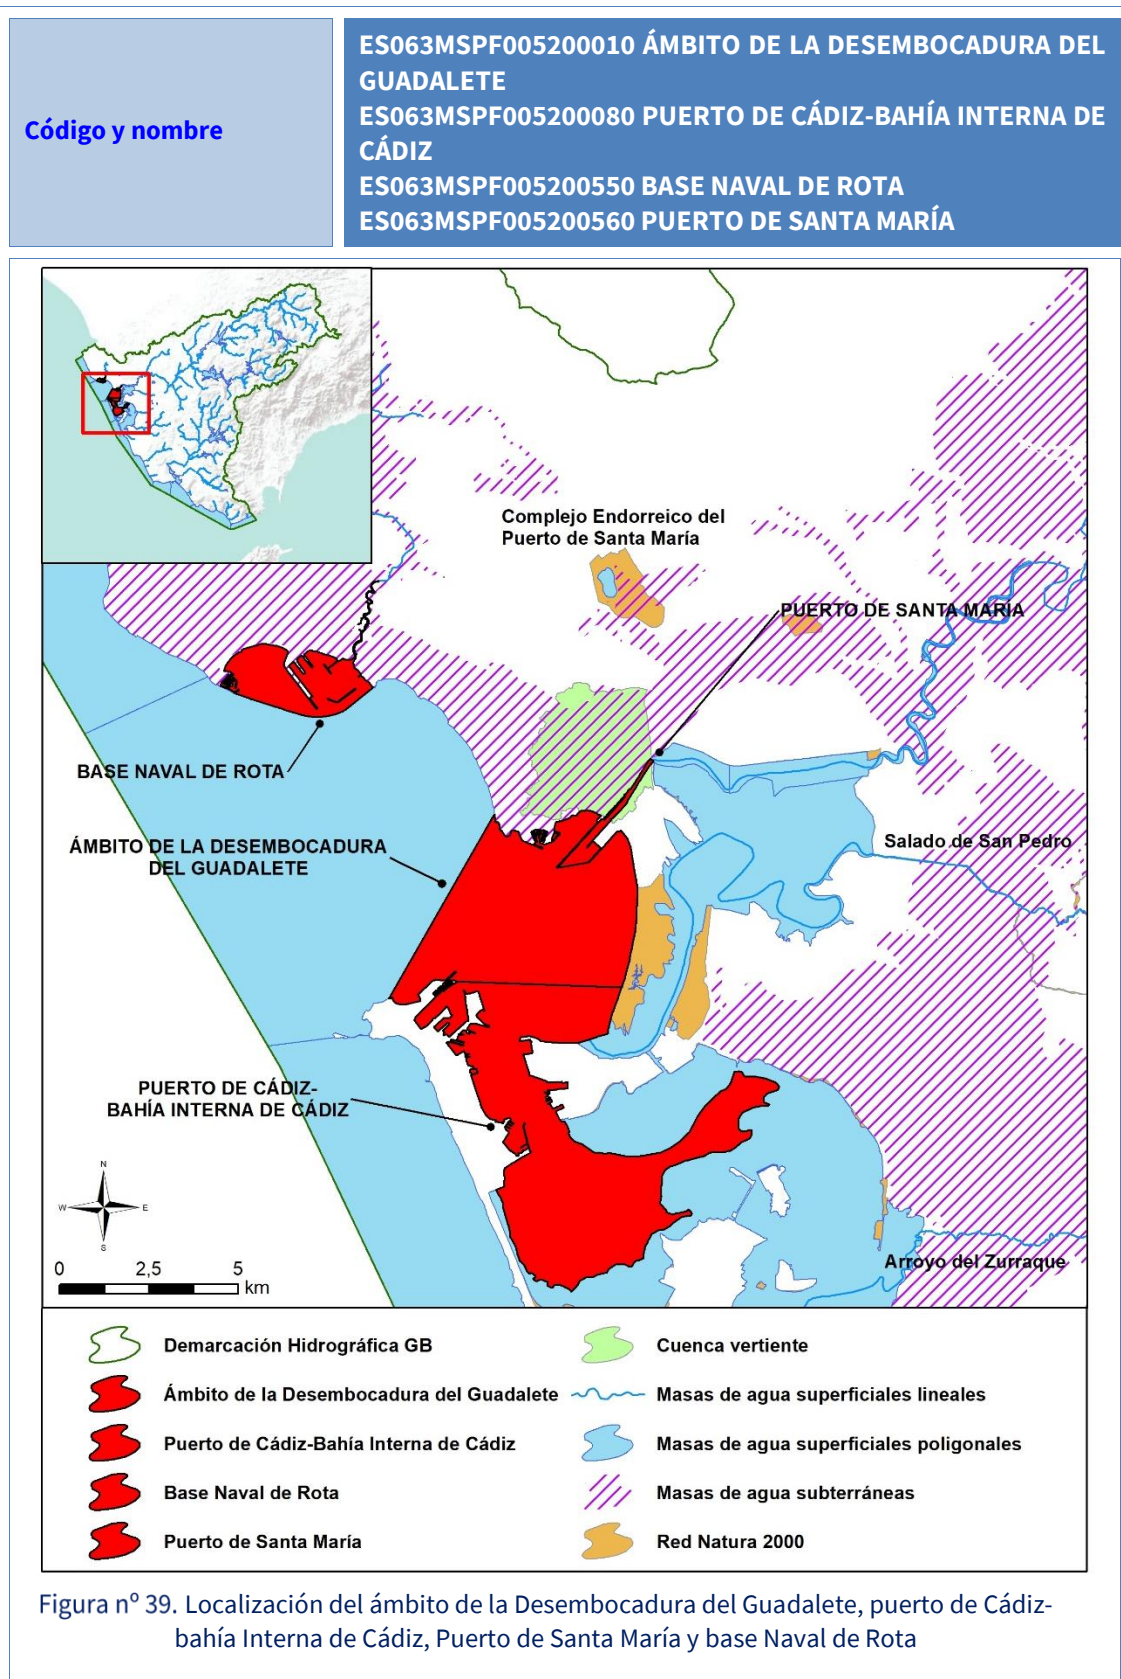 Código y nombre
ES063MSPF005200010 ÁMBITO DE LA DESEMBOCADURA DEL
GUADALETE
ES063MSPF005200080 PUERTO DE CÁDIZ-BAHÍA INTERNA DE
CÁDIZ
ES063MSPF005200550 BASE NAVAL DE ROTA
ES063MSPF005200560 PUERTO DE SANTA MARÍA
Complejo Endorreico del
Puerto de Santa María
PUERTO DE SANTA MARÍA
BASE NAVAL DE ROTA
ÁMBITO DE LA DESEMBOCADURA
DEL GUADALETE
Salado de San Pedro
PUERTO DE CÁDIZ-
BAHÍA INTERNA DE CÁDIZ
N
W
E
S
0 2,5 5
km
Arroyo del Zurraque
Demarcación Hidrográfica GB
Cuenca vertiente
Ámbito de la Desembocadura del Guadalete
Masas de agua superficiales lineales
Puerto de Cádiz-Bahía Interna de Cádiz
Masas de agua superficiales poligonales
Base Naval de Rota
Masas de agua subterráneas
Puerto de Santa María
Red Natura 2000
Figura nº 39. Localización del ámbito de la Desembocadura del Guadalete, puerto de Cádiz-
bahía Interna de Cádiz, Puerto de Santa María y base Naval de Rota